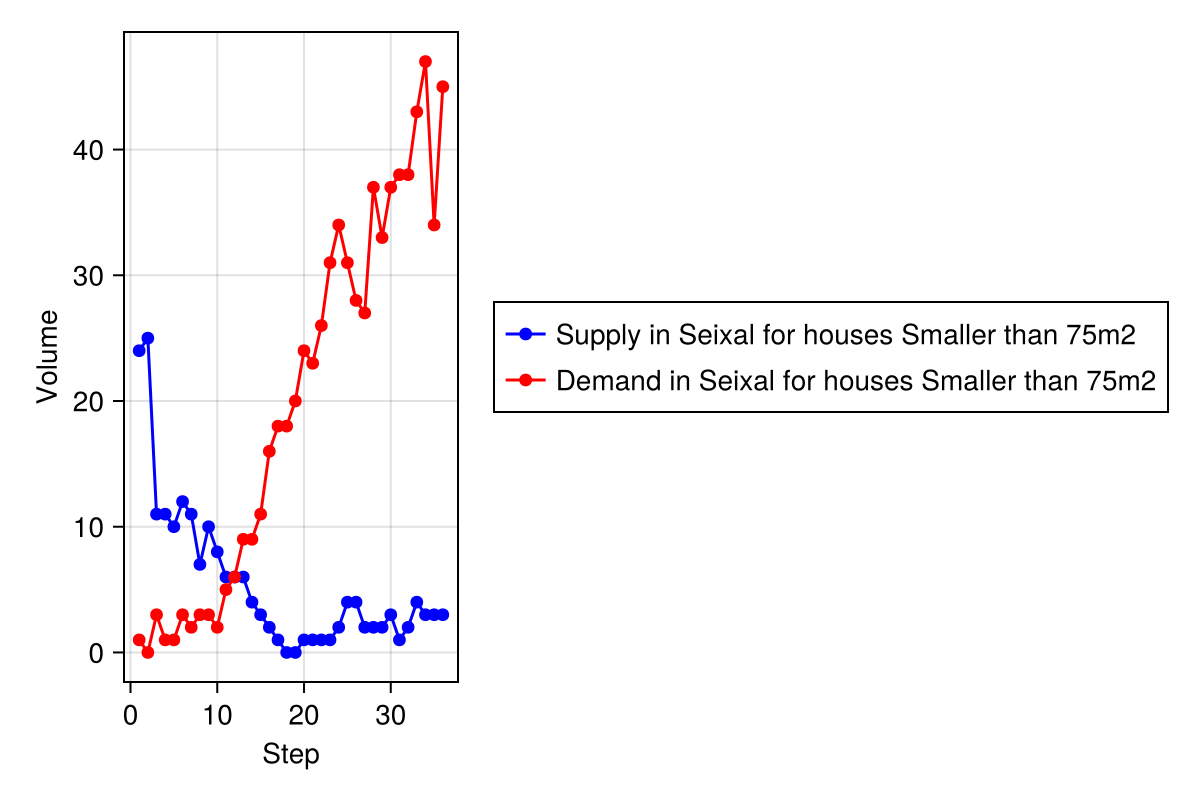 40
30
20
10
0
Volume
0 10 20 30
Step
Supply in Seixal for houses Smaller than 75m2
Demand in Seixal for houses Smaller than 75m2